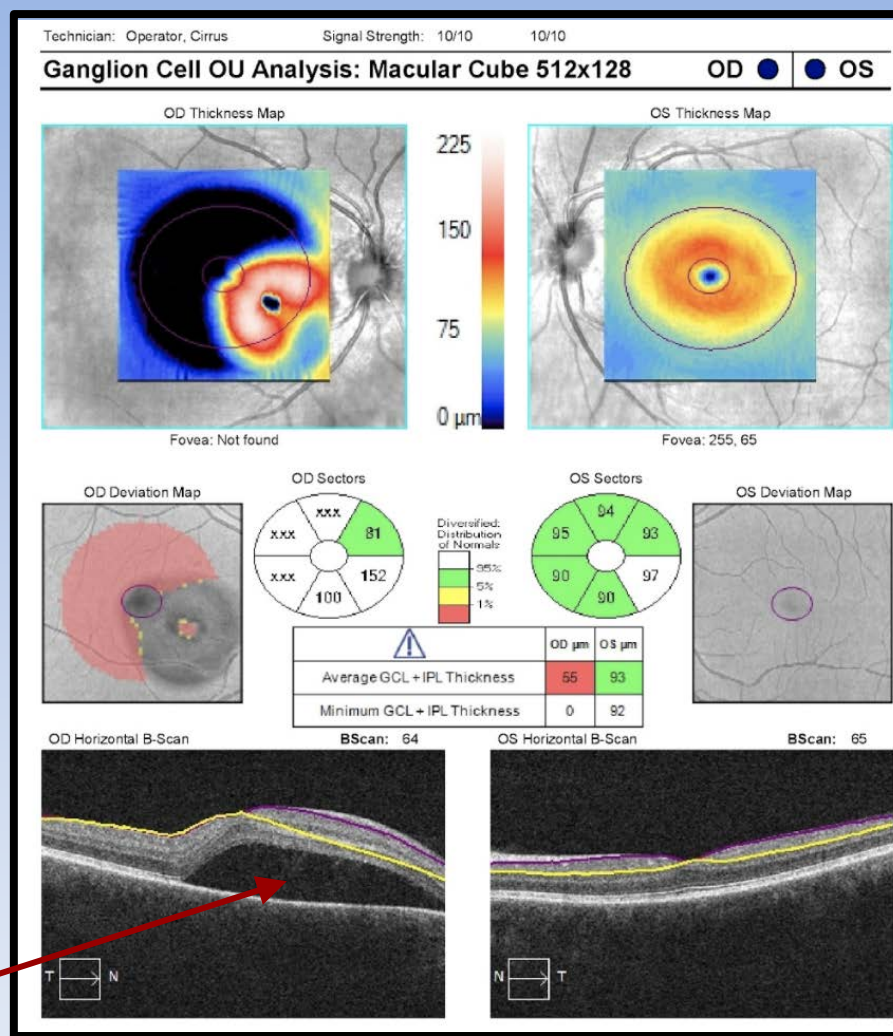 Technician: Operator, Cirrus Signal Strength: 10/10 10/10
Ganglion Cell OU Analysis: Macular Cube 512x128 OD OS
OD Thickness Map
OS Thickness Map
225
150
75
0 µm
Fovea: Not found
Fovea: 255, 65
OD Deviation Map
OD Sectors
xxx
xxx
81
xxx
152
100
Diversified:
Distribution
of Normals
95%
5%
1%
OS Sectors
94
95
93
90
97
90
OS Deviation Map
OD µm OS µm
Average GCL + IPL Thickness 55 93
Minimum GCL + IPL Thickness 0 92
OD Horizontal B-Scan BScan: 64
OS Horizontal B-Scan BScan: 65
T N
N T